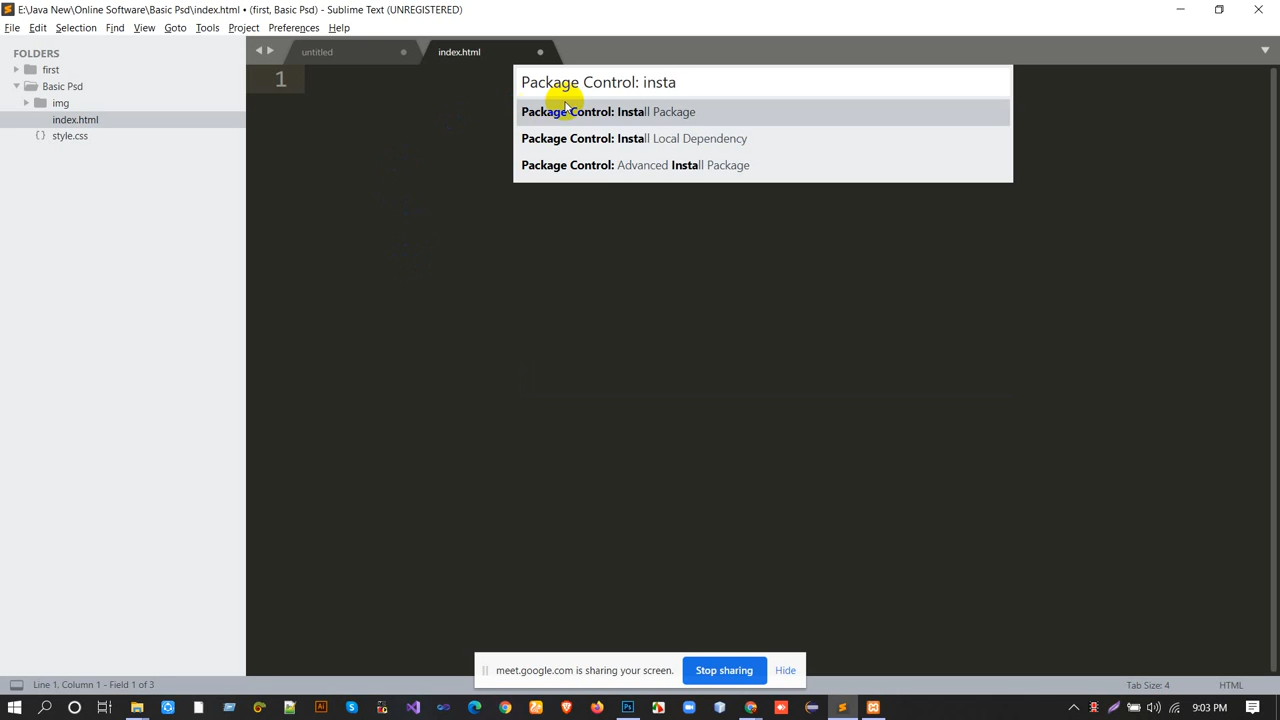 E:\Java New\Online Software\Basic Psd\index.html • (first, Basic Psd) - Sublime Text (UNREGISTERED)
File Edit Selection Find View Goto Tools Project Preferences Help
FOLDERS
first
Basic Psd
img
index.html
style.css
untitled
index.html
1
Package Control: insta
Package Control: Install Package
Package Control: Install Local Dependency
Package Control: Advanced Install Package
meet.google.com is sharing your screen.
Stop sharing
Hide
Line 1, Column 1 - Field 1 of 3
Tab Size: 4
HTML
9:03 PM